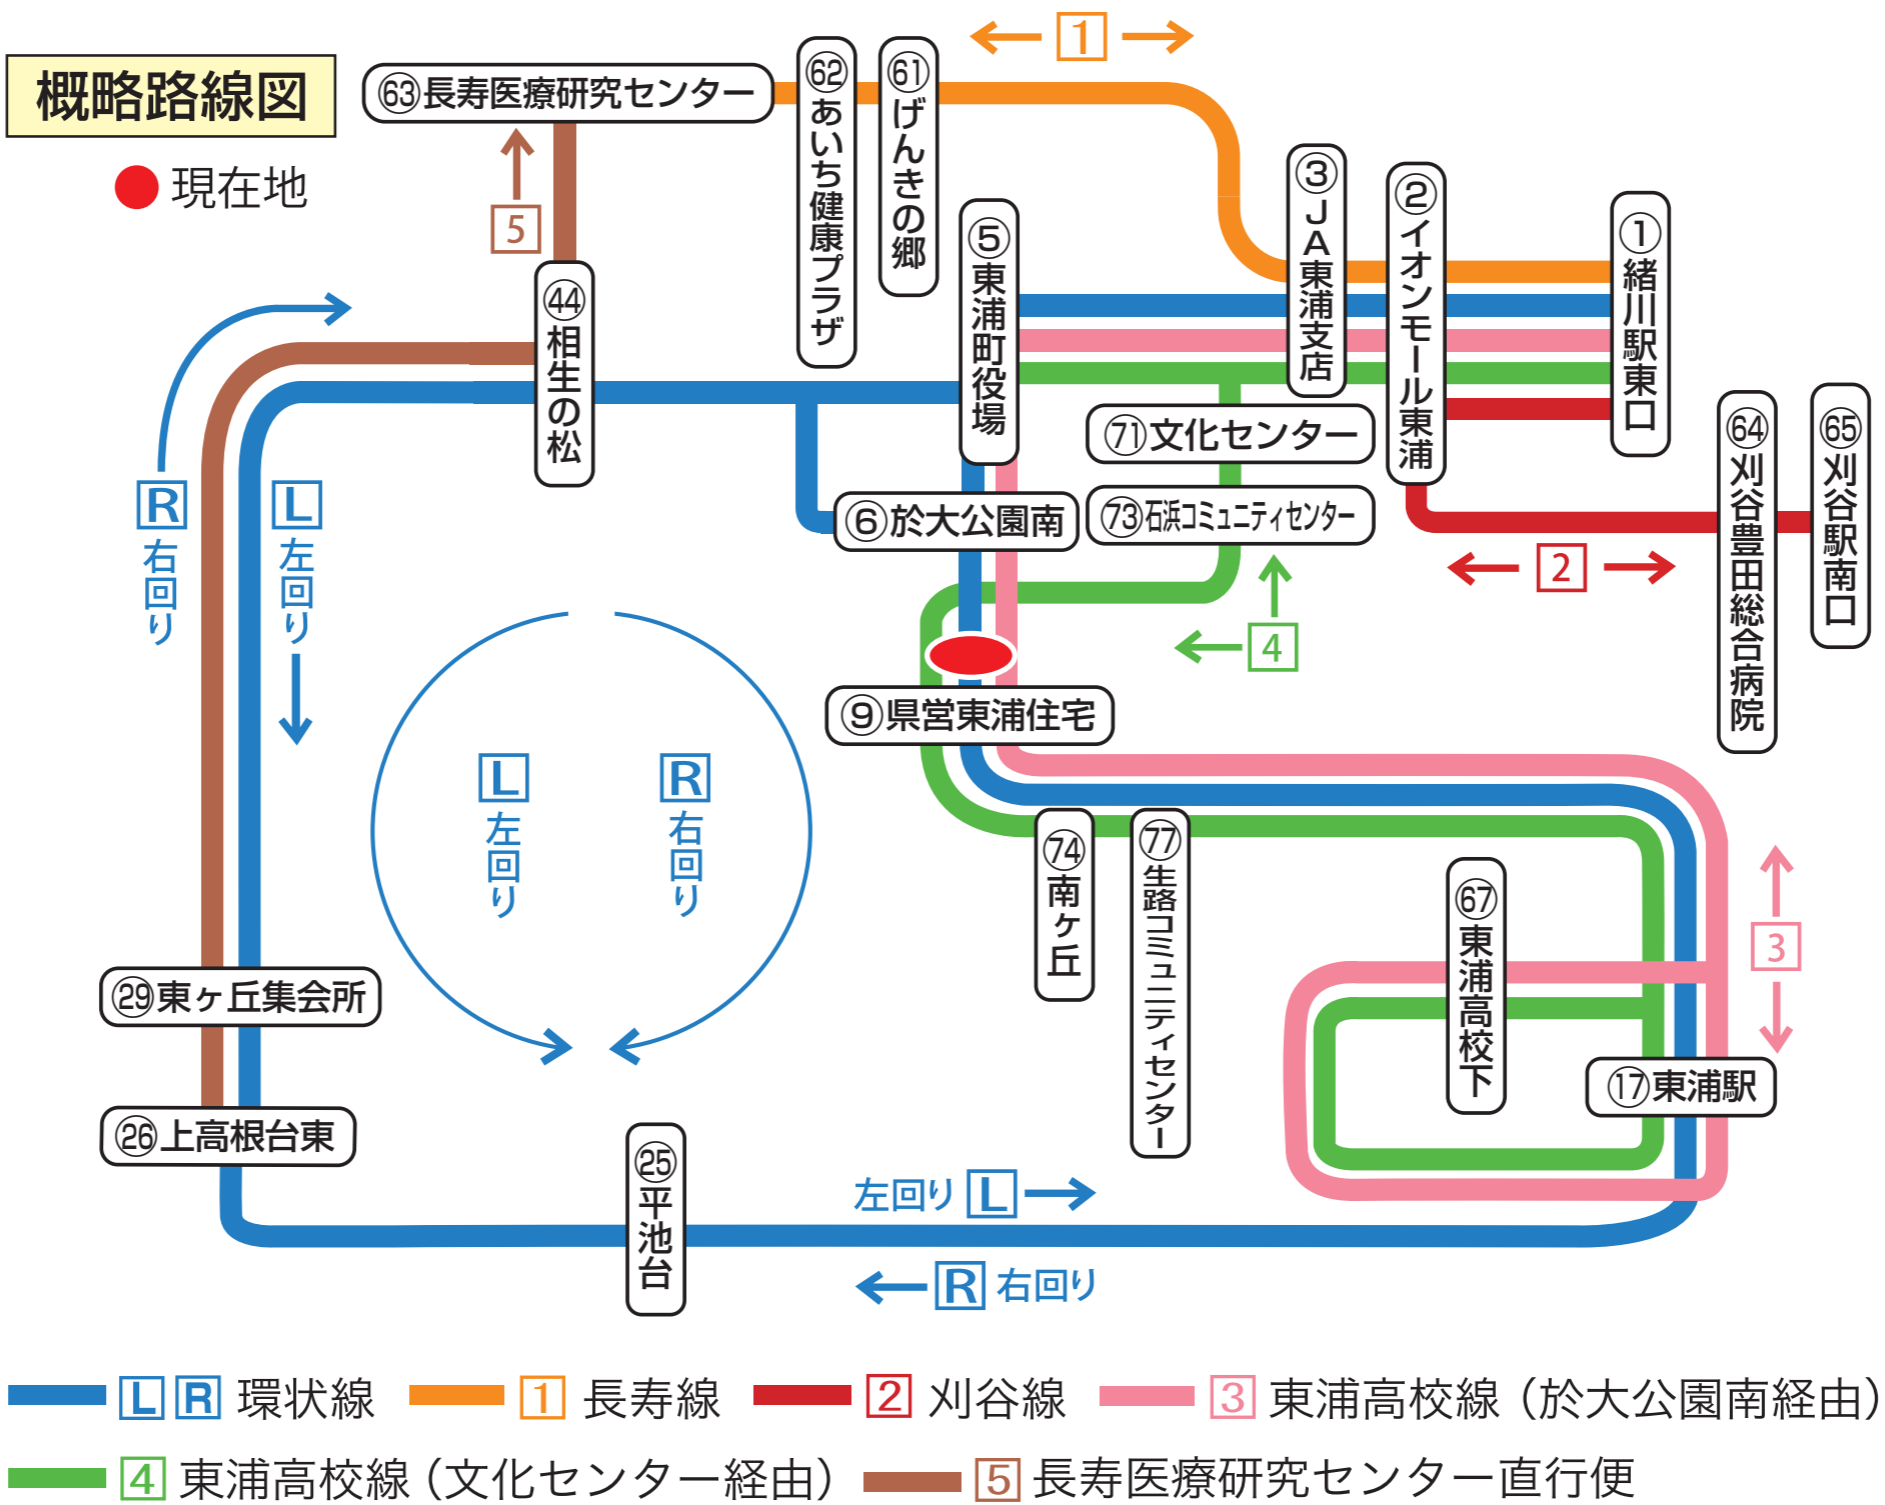 概略路線図
現在地
1
㊿+13長寿医療研究センター
62あいち健康プラザ
61げんきの郷
5
⑤東浦町役場
③JA東浦支店
②イオンモール東浦
①緒川駅東口
㊹相生の松
71文化センター
⑥於大公園南
73石浜コミュニティセンター
64刈谷豊田総合病院
65刈谷駅南口
2
R
右回り
L
左回り
4
⑨県営東浦住宅
L
左回り
R
右回り
74南ヶ丘
77生路コミュニティセンター
67東浦高校下
3
㉙東ヶ丘集会所
⑰東浦駅
㉖上高根台東
㉕平池台
左回り L
R 右回り
L R 環状線 1 長寿線 2 刈谷線 3 東浦高校線（於大公園南経由）
4 東浦高校線（文化センター経由） 5 長寿医療研究センター直行便